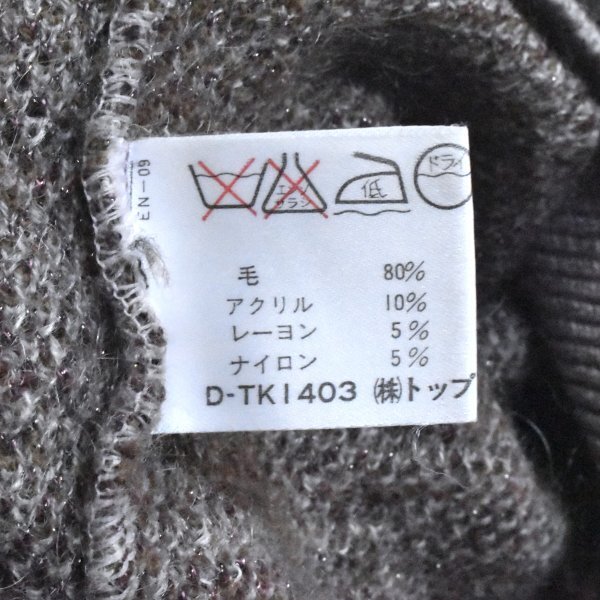 EN-09
エンソ
サラシ
低
ドライ
毛 80%
アクリル 10%
レーヨン 5%
ナイロン 5%
D-TK1403 (株)トップ